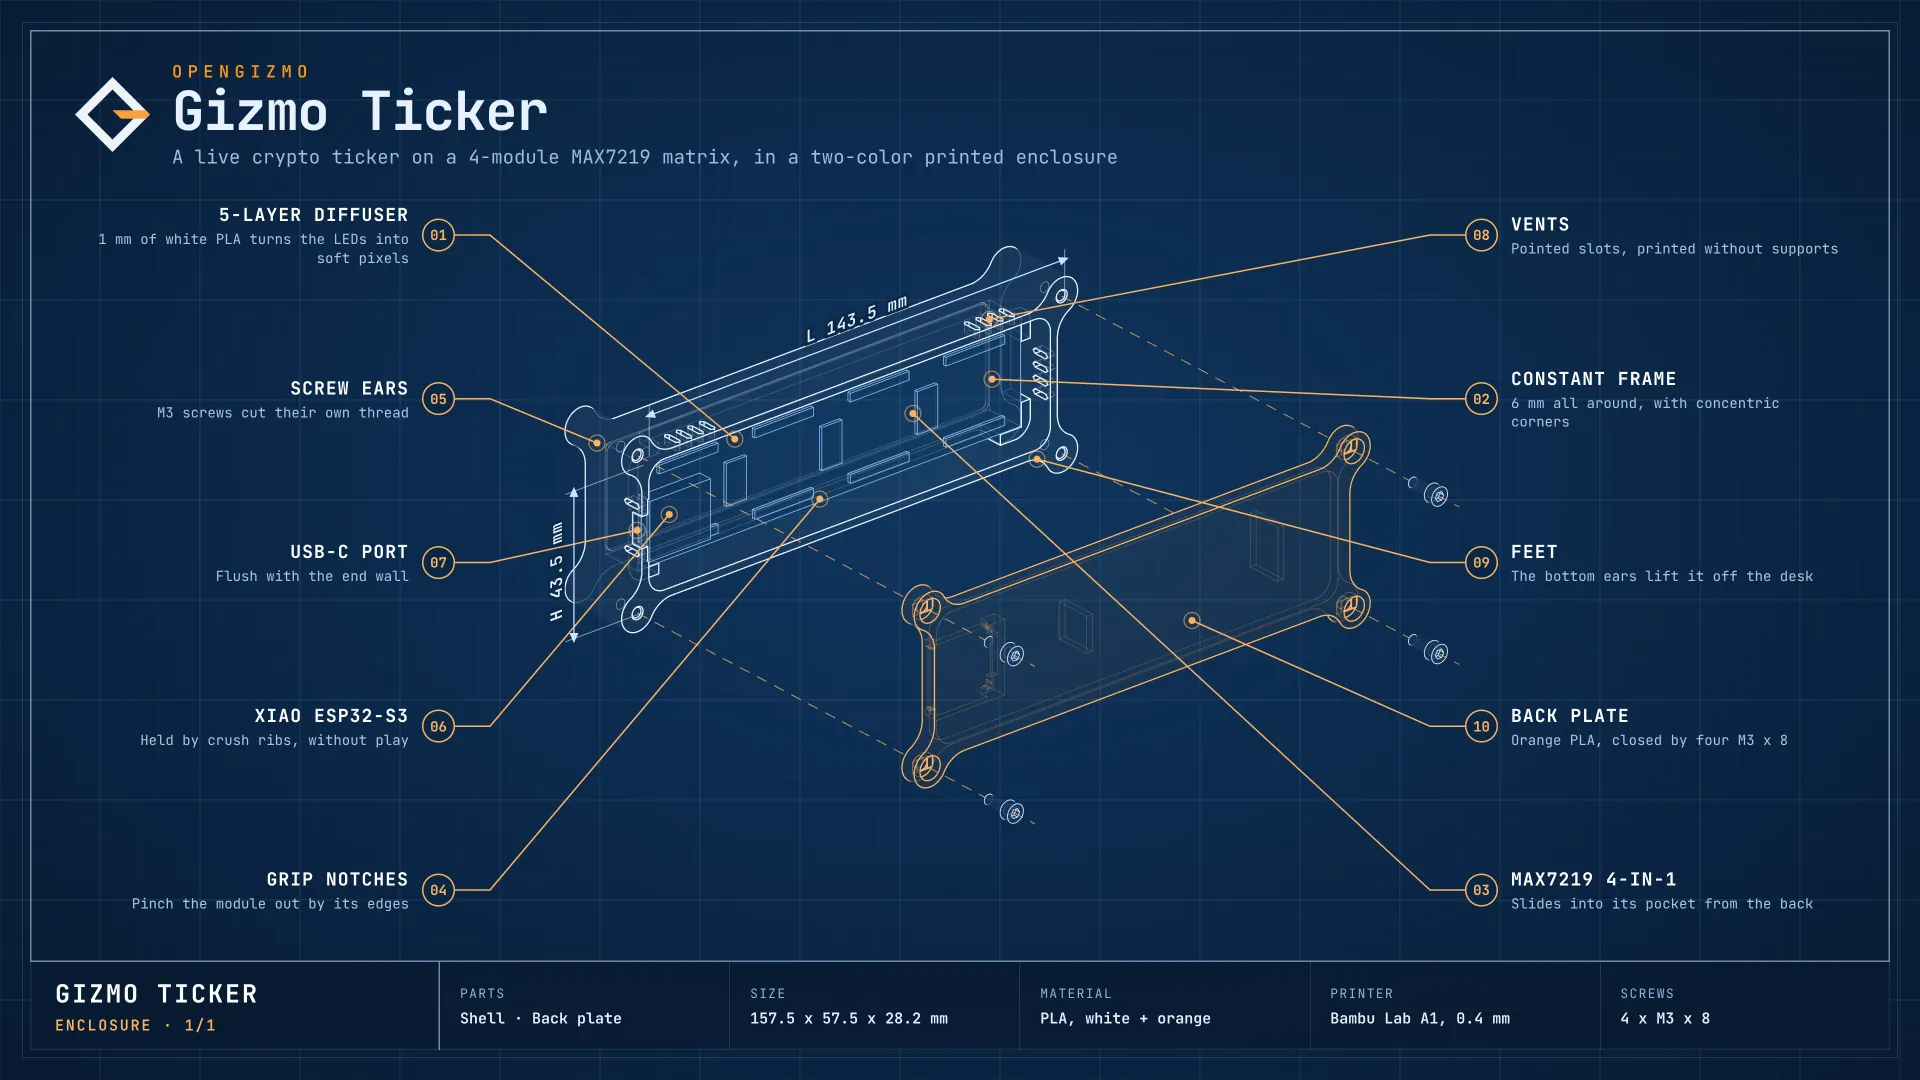 OPENGIZMO
Gizmo Ticker
A live crypto ticker on a 4-module MAX7219 matrix, in a two-color printed enclosure
5-LAYER DIFFUSER
1 mm of white PLA turns the LEDs into
soft pixels
01
SCREW EARS
M3 screws cut their own thread
05
USB-C PORT
Flush with the end wall
07
XIAO ESP32-S3
Held by crush ribs, without play
06
GRIP NOTCHES
Pinch the module out by its edges
04
L 143.5 mm
H 43.5 mm
08
VENTS
Pointed slots, printed without supports
02
CONSTANT FRAME
6 mm all around, with concentric
corners
09
FEET
The bottom ears lift it off the desk
10
BACK PLATE
Orange PLA, closed by four M3 x 8
03
MAX7219 4-IN-1
Slides into its pocket from the back
GIZMO TICKER
ENCLOSURE · 1/1
PARTS
Shell · Back plate
SIZE
157.5 x 57.5 x 28.2 mm
MATERIAL
PLA, white + orange
PRINTER
Bambu Lab A1, 0.4 mm
SCREWS
4 x M3 x 8